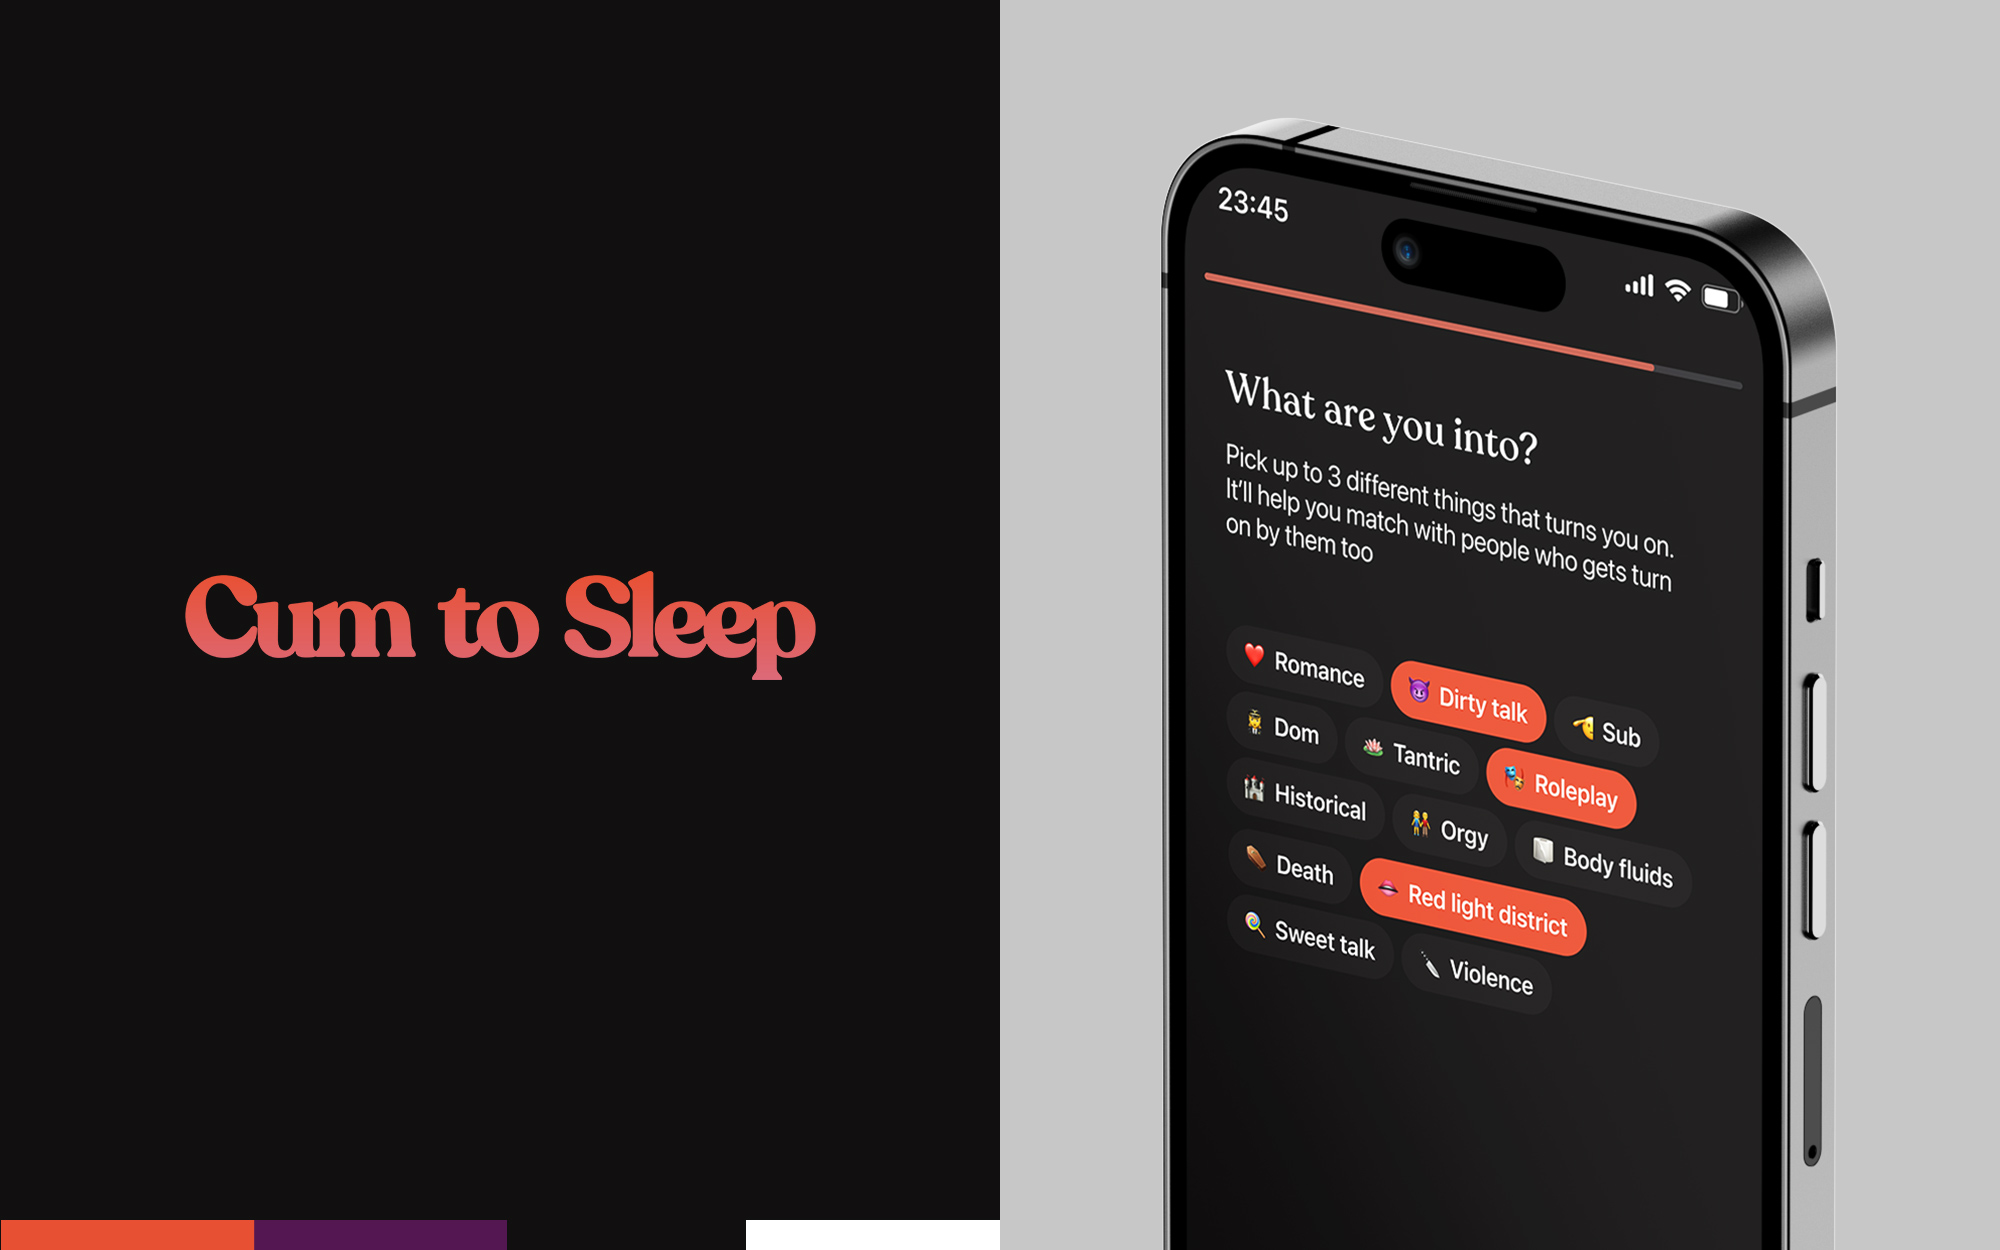 Cum to Sleep
23:45
What are you into?
Pick up to 3 different things that turns you on.
It'll help you match with people who gets turn
on by them too
Romance
Dirty talk
Sub
Dom
Tantric
Roleplay
Historical
Orgy
Body fluids
Death
Red light district
Sweet talk
Violence